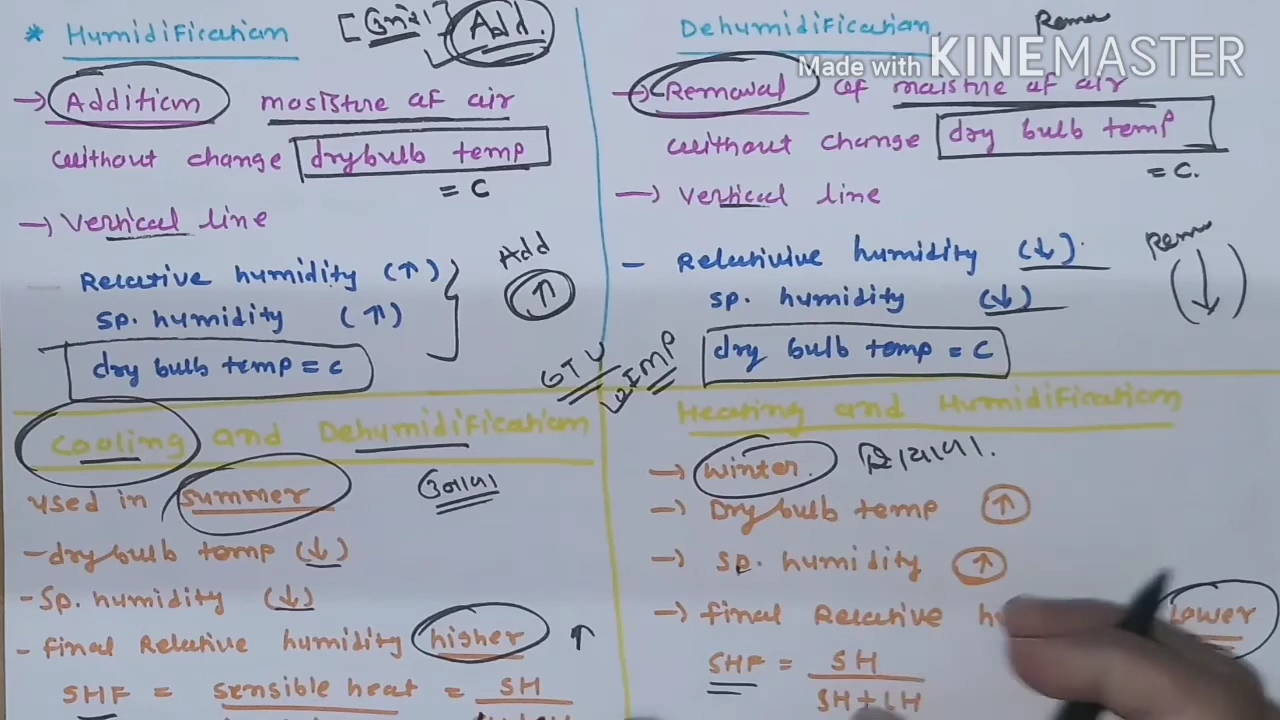 * Humidification [ઉમેરવું] Add.
→ Addition moisture of air
without change dry bulb temp
= C
→ Vertical line
Relative humidity (↑)
sp. humidity (↑)
dry bulb temp = c
Add
↑
Dehumidification
Made with KINEMASTER
→ Removal of moisture of air
without change dry bulb temp
= C.
→ Vertical line
- Relative humidity (↓)
sp. humidity (↓)
dry bulb temp = C
(↓)
GTU
IMP
Cooling and Dehumidification
used in summer
- dry bulb temp (↓)
- Sp. humidity (↓)
- final Relative humidity higher ↑
SHF = sensible heat = SH
Heating and Humidification
→ Winter.
→ Dry bulb temp ↑
→ Sp. humidity ↑
→ final Relative Lower
SHF = SH
SH+LH